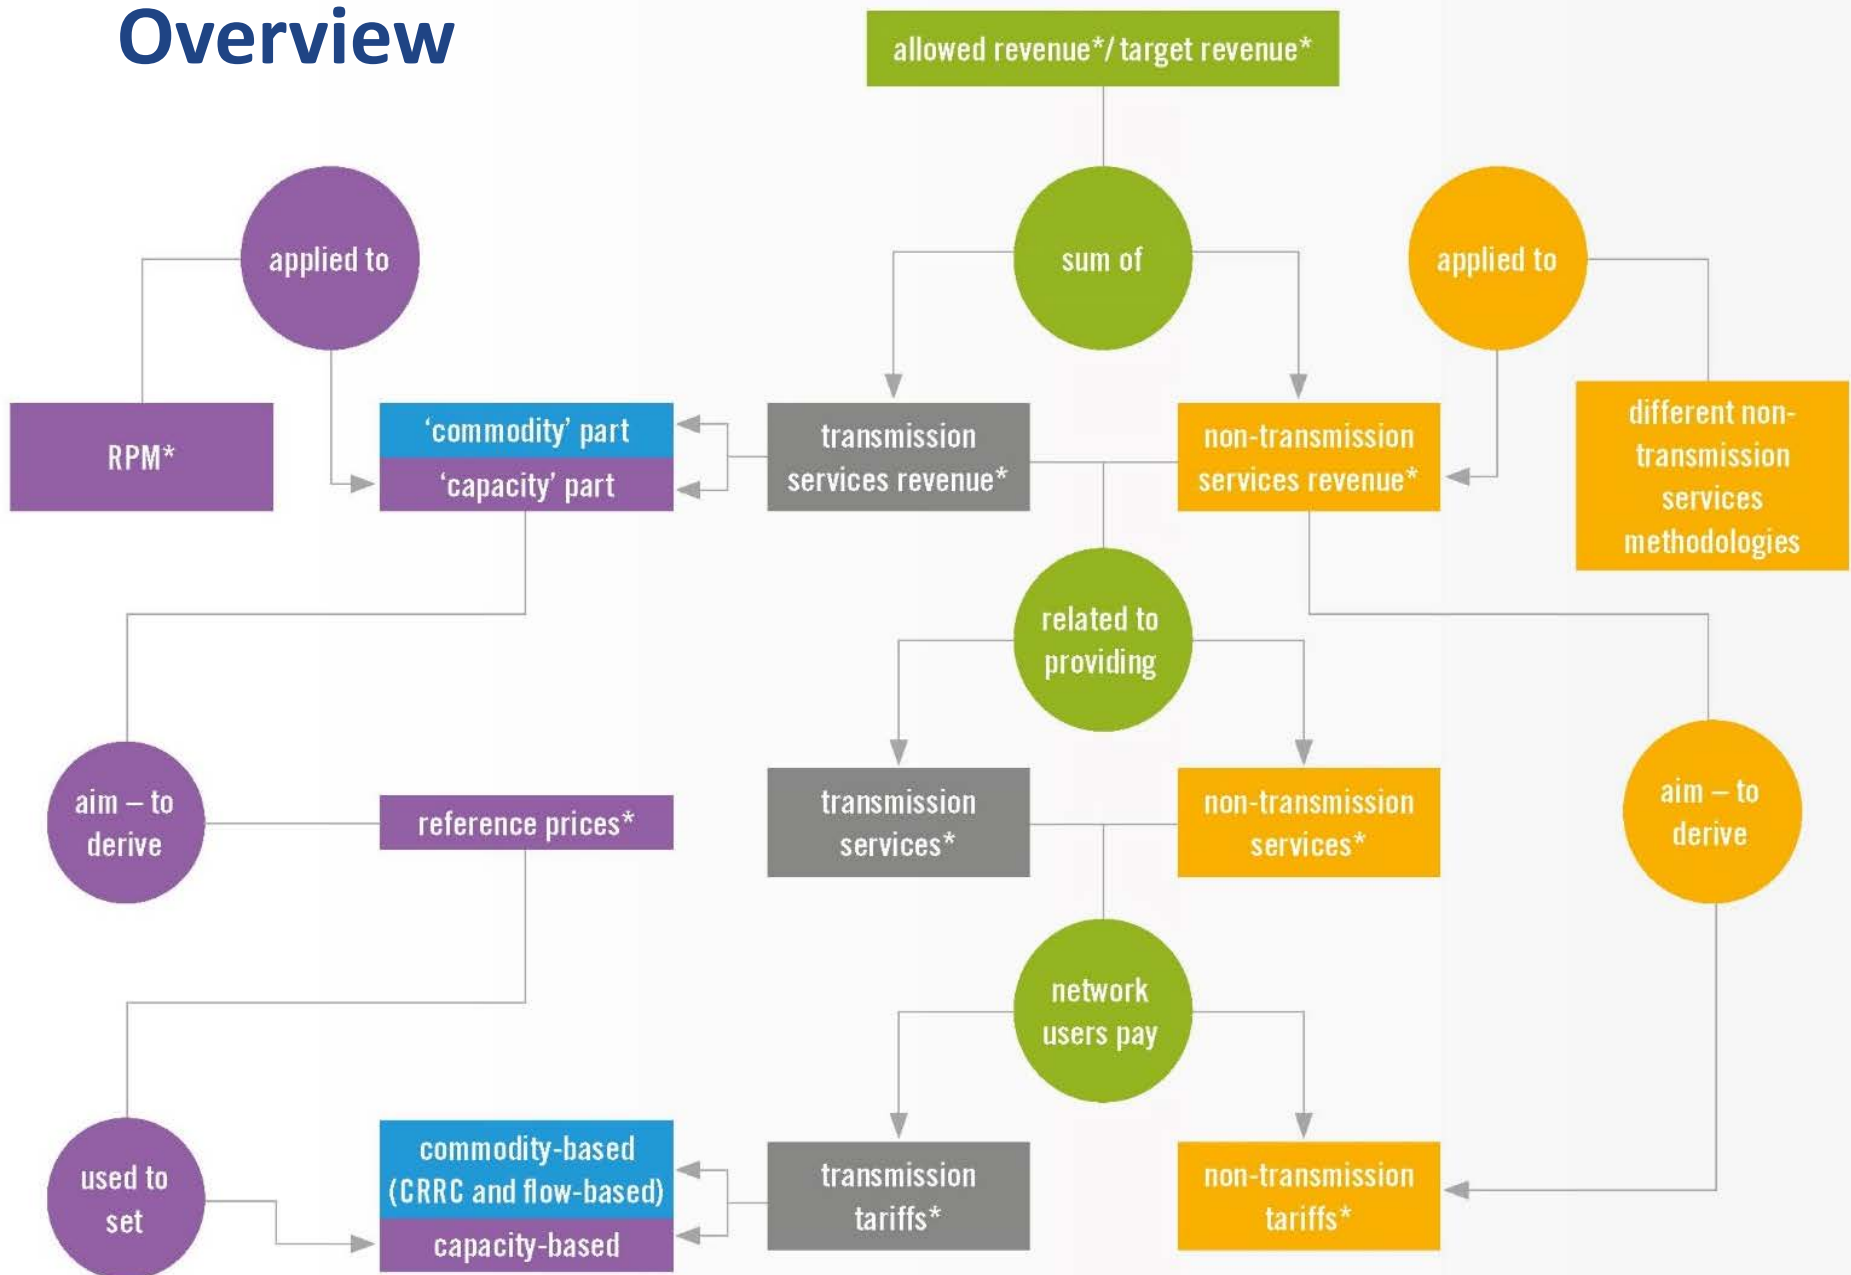 Overview
allowed revenue*/ target revenue*
applied to
sum of
applied to
RPM*
‘commodity’ part
‘capacity’ part
transmission
services revenue*
non-transmission
services revenue*
different non-
transmission
services
methodologies
related to
providing
aim – to
derive
reference prices*
transmission
services*
non-transmission
services*
aim – to
derive
network
users pay
used to
set
commodity-based
(CRRC and flow-based)
capacity-based
transmission
tariffs*
non-transmission
tariffs*